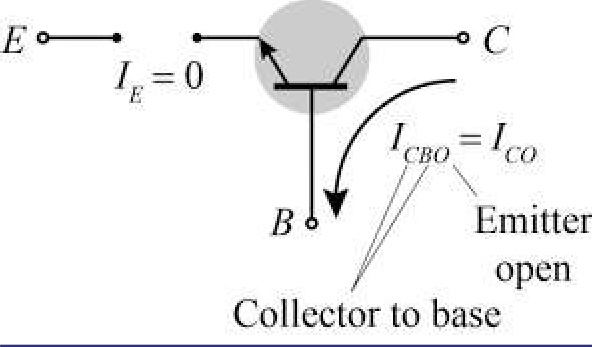 E
C
I_E = 0
I_CBO = I_CO
B
Emitter
open
Collector to base